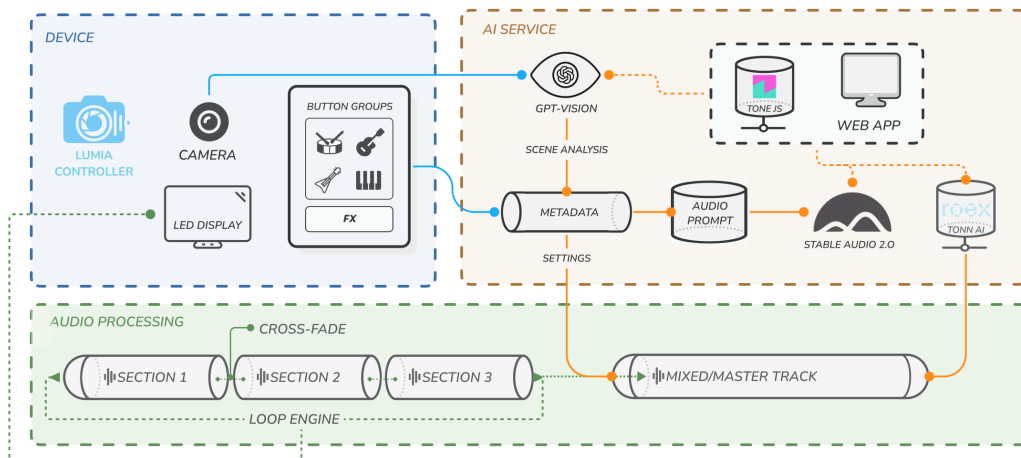 DEVICE
LUMIA
CONTROLLER
CAMERA
LED DISPLAY
BUTTON GROUPS
FX
AI SERVICE
GPT-VISION
SCENE ANALYSIS
METADATA
SETTINGS
AUDIO
PROMPT
TONE JS
WEB APP
STABLE AUDIO 2.0
roex
TONN AI
AUDIO PROCESSING
CROSS-FADE
SECTION 1
SECTION 2
SECTION 3
MIXED/MASTER TRACK
LOOP ENGINE